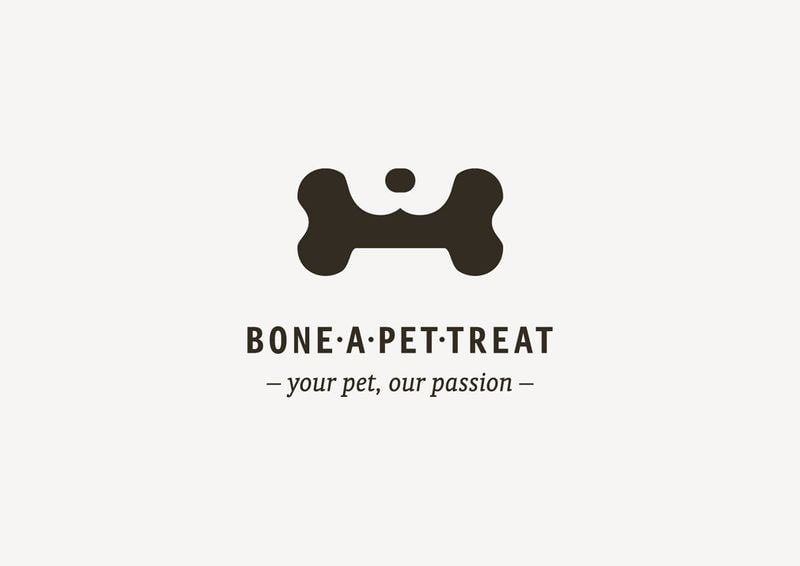 BONE·A·PET·TREAT
– your pet, our passion –